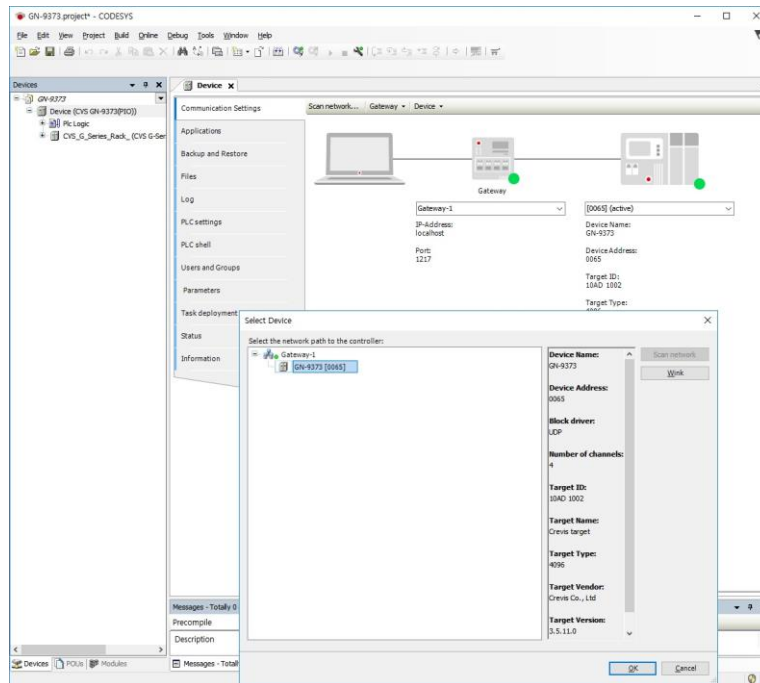 GN-9373.project* - CODESYS
File Edit View Project Build Online Debug Tools Window Help
Devices
GN-9373
Device (CVS GN-9373(PIO))
Plc Logic
CVS_G_Series_Rack_ (CVS G-Ser
Device
Communication Settings
Applications
Backup and Restore
Files
Log
PLC settings
PLC shell
Users and Groups
Parameters
Task deployment
Status
Information
Scan network... Gateway Device
Gateway
Gateway-1
IP-Address:
localhost
Port:
1217
[0065] (active)
Device Name:
GN-9373
Device Address:
0065
Target ID:
10AD 1002
Target Type:
4096
Select Device
Select the network path to the controller:
Gateway-1
GN-9373 [0065]
Device Name:
GN-9373
Device Address:
0065
Block driver:
UDP
Number of channels:
4
Target ID:
10AD 1002
Target Name:
Crevis target
Target Type:
4096
Target Vendor:
Crevis Co., Ltd
Target Version:
3.5.11.0
Scan network
Wink
OK Cancel
Messages - Totally 0
Precompile
Description
Devices POUs Modules
Messages - Totall